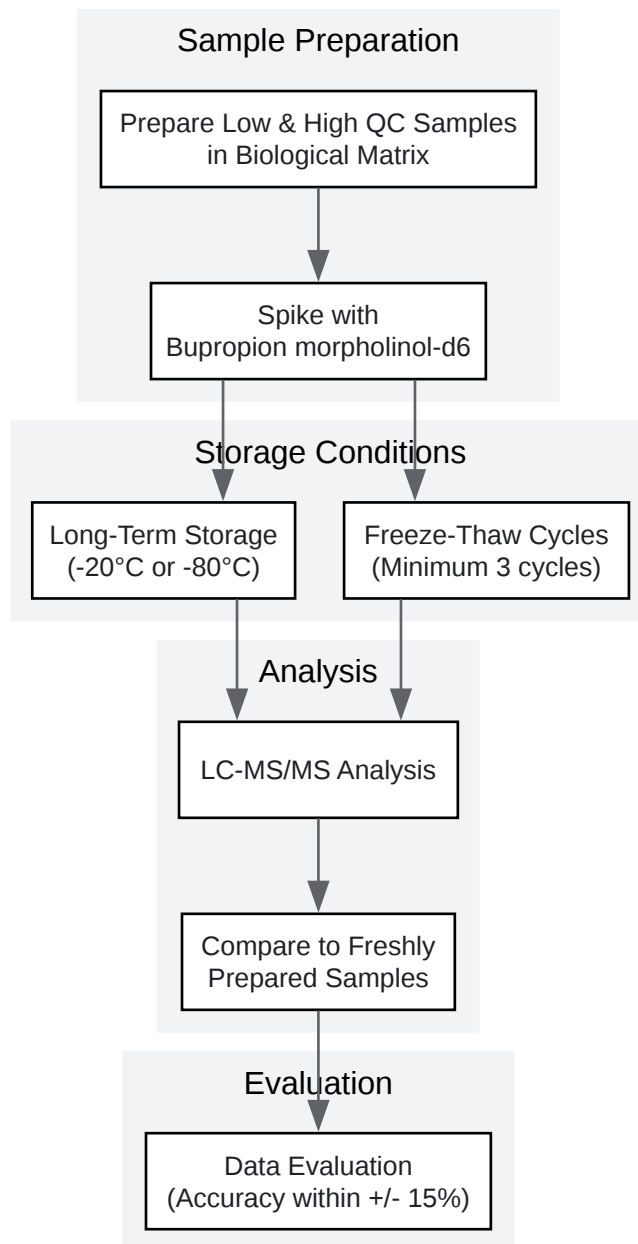 Sample Preparation
Prepare Low & High QC Samples
in Biological Matrix
Spike with
Bupropion morpholinol-d6
Storage Conditions
Long-Term Storage
(-20°C or -80°C)
Freeze-Thaw Cycles
(Minimum 3 cycles)
Analysis
LC-MS/MS Analysis
Compare to Freshly
Prepared Samples
Evaluation
Data Evaluation
(Accuracy within +/- 15%)